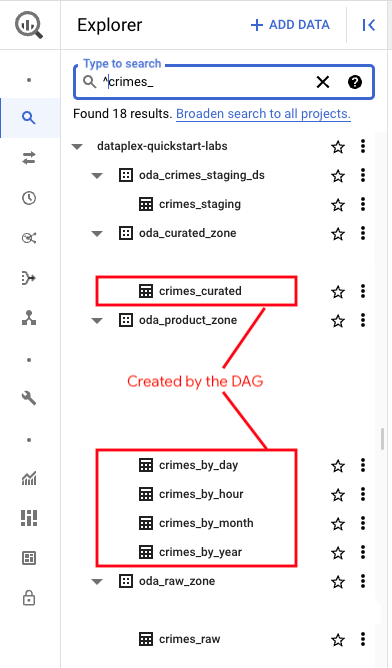 Explorer
+ ADD DATA
Type to search
^crimes_
Found 18 results. Broaden search to all projects.
dataplex-quickstart-labs
oda_crimes_staging_ds
crimes_staging
oda_curated_zone
crimes_curated
oda_product_zone
Created by the DAG
crimes_by_day
crimes_by_hour
crimes_by_month
crimes_by_year
oda_raw_zone
crimes_raw